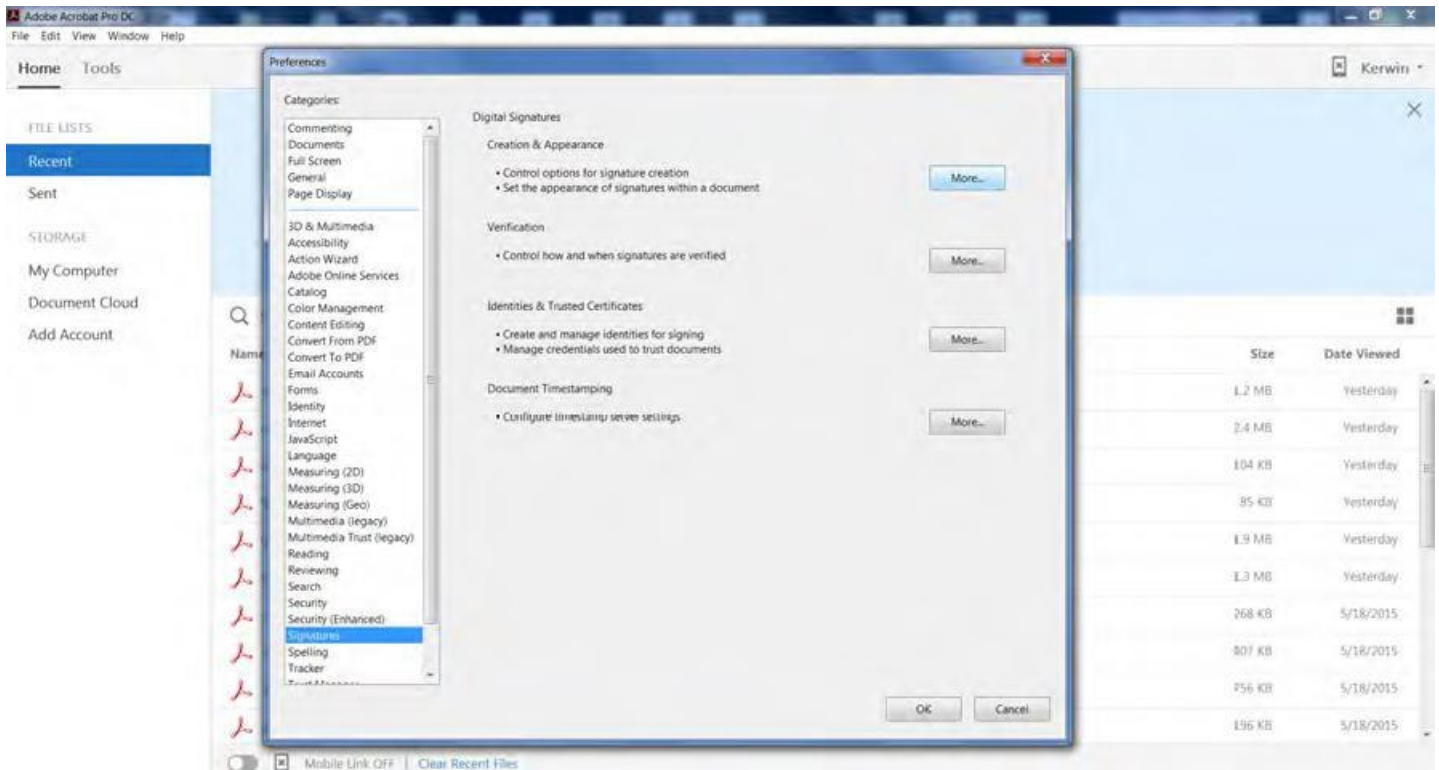 Adobe Acrobat Pro DC
File Edit View Window Help
Home Tools
Kerwin
FILE LISTS
Recent
Sent
STORAGE
My Computer
Document Cloud
Add Account
Preferences
Categories:
Commenting
Documents
Full Screen
General
Page Display
3D & Multimedia
Accessibility
Action Wizard
Adobe Online Services
Catalog
Color Management
Content Editing
Convert From PDF
Convert To PDF
Email Accounts
Forms
Identity
Internet
JavaScript
Language
Measuring (2D)
Measuring (3D)
Measuring (Geo)
Multimedia (legacy)
Multimedia Trust (legacy)
Reading
Reviewing
Search
Security
Security (Enhanced)
Signatures
Spelling
Tracker
Digital Signatures
Creation & Appearance
• Control options for signature creation
• Set the appearance of signatures within a document
More...
Verification
• Control how and when signatures are verified
More...
Identities & Trusted Certificates
• Create and manage identities for signing
• Manage credentials used to trust documents
More...
Document Timestamping
• Configure timestamp server settings
More...
OK Cancel
Name Size Date Viewed
1.2 MB Yesterday
2.4 MB Yesterday
104 KB Yesterday
85 KB Yesterday
1.9 MB Yesterday
1.3 MB Yesterday
268 KB 5/18/2015
807 KB 5/18/2015
756 KB 5/18/2015
196 KB 5/18/2015
Mobile Link OFF | Clear Recent Files